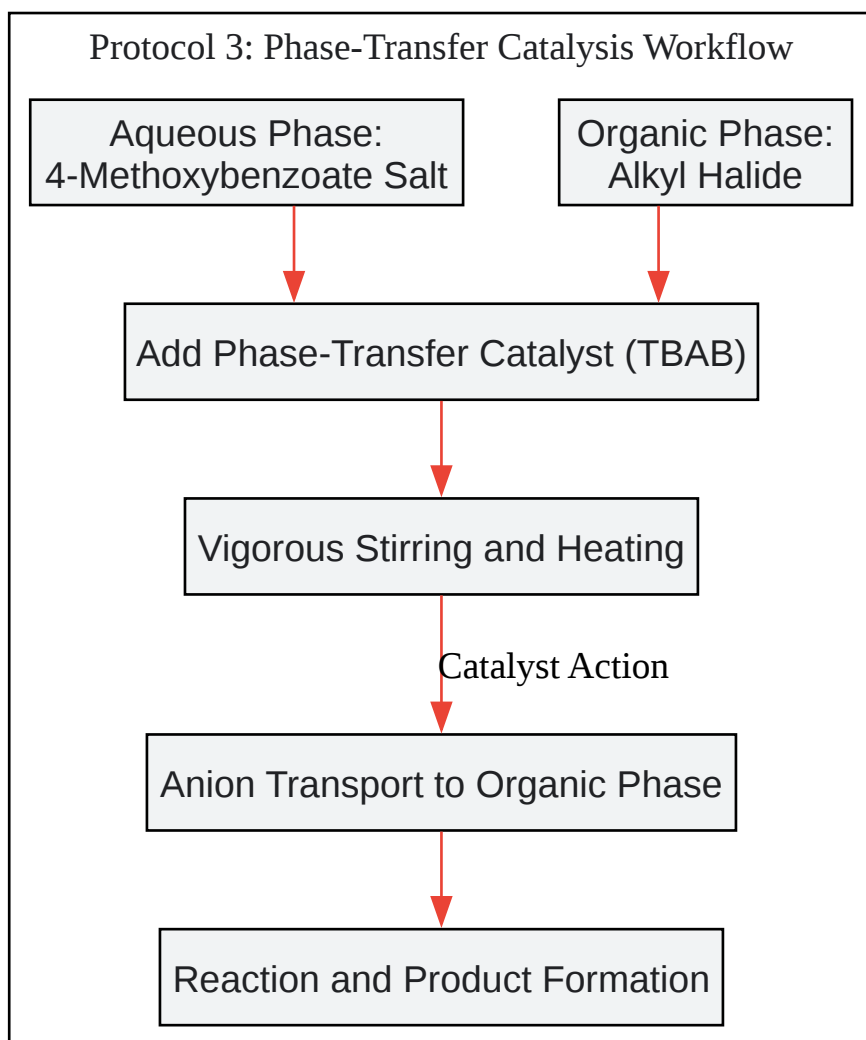 Protocol 3: Phase-Transfer Catalysis Workflow
Aqueous Phase:
4-Methoxybenzoate Salt
Organic Phase:
Alkyl Halide
Add Phase-Transfer Catalyst (TBAB)
Vigorous Stirring and Heating
Catalyst Action
Anion Transport to Organic Phase
Reaction and Product Formation